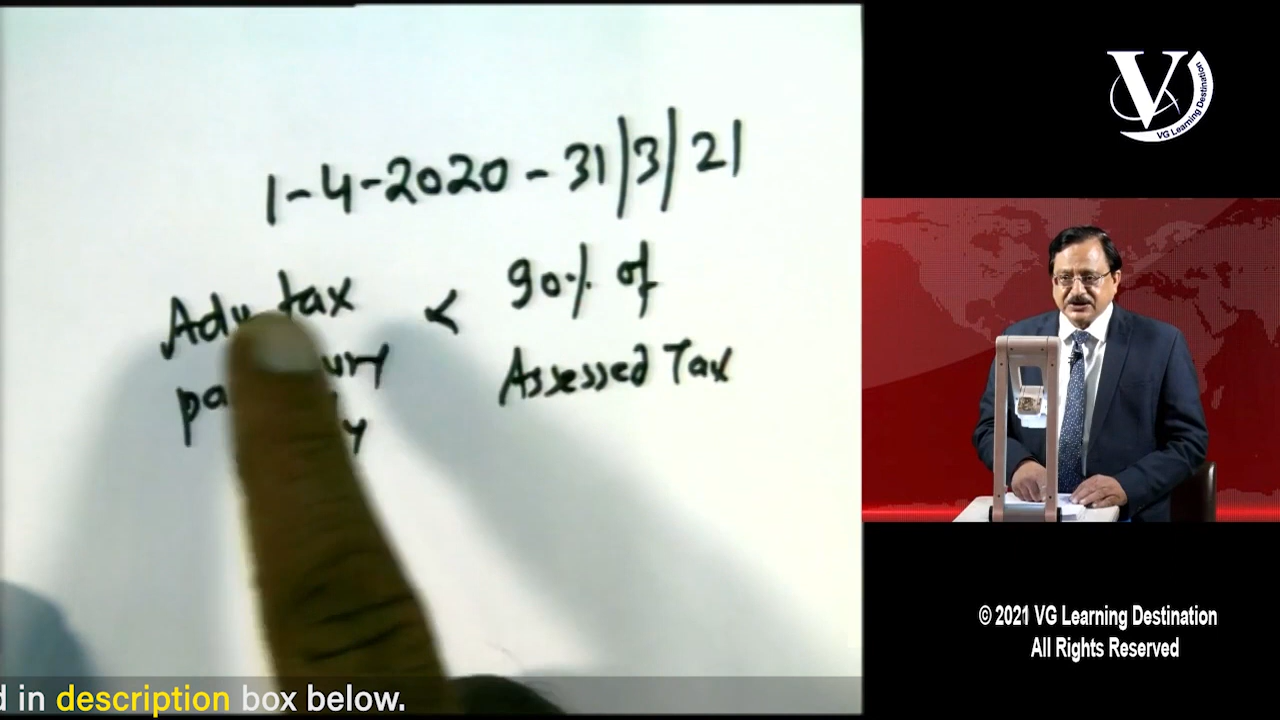 1-4-2020 - 31/3/21
Adv tax < 90% of
Assessed Tax
V
VG Learning Destination
© 2021 VG Learning Destination
All Rights Reserved
d in description box below.